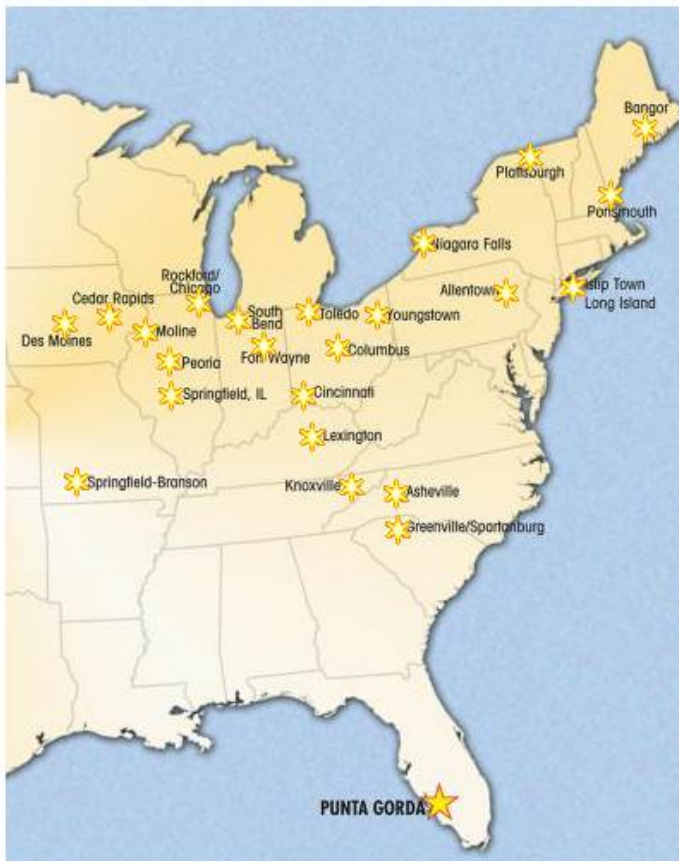 Bangor
Plattsburgh
Portsmouth
Niagara Falls
Rockford/
Chicago
Allentown
Islip Town
Long Island
Cedar Rapids
South
Bend
Toledo
Youngstown
Des Moines
Moline
Fort Wayne
Columbus
Peoria
Springfield, IL
Cincinnati
Lexington
Springfield-Branson
Knoxville
Asheville
Greenville/Spartanburg
PUNTA GORDA